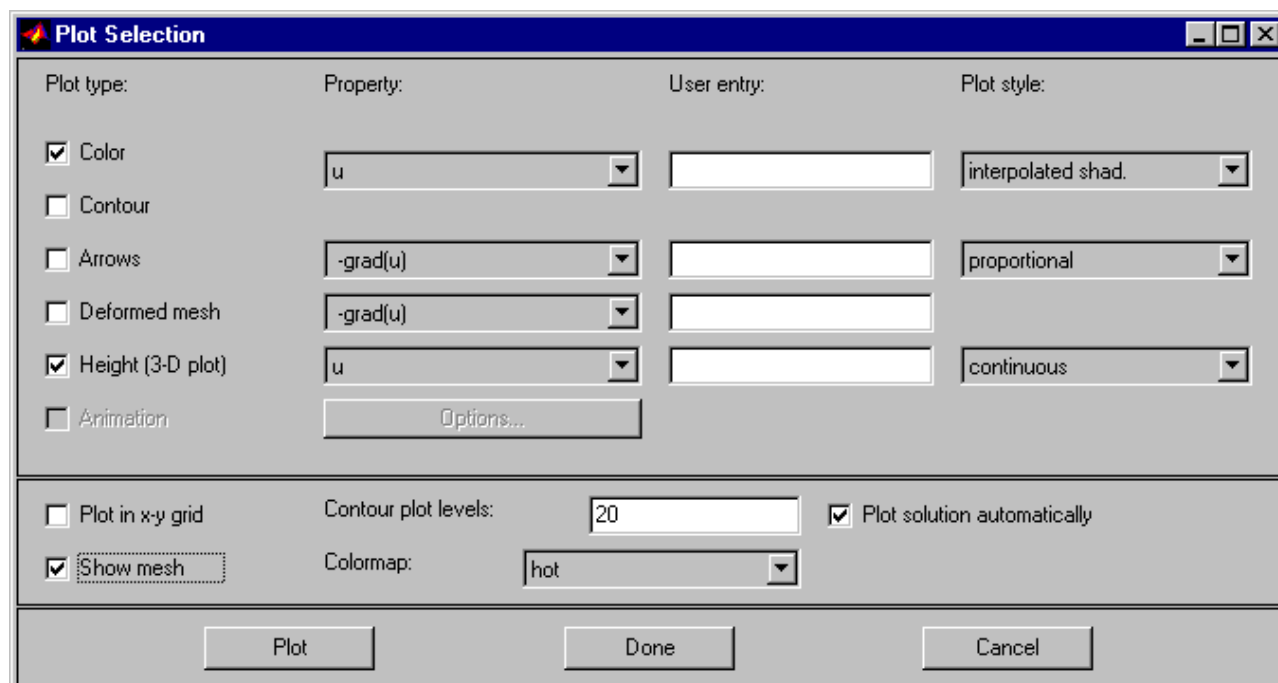 Plot Selection
Plot type: Property: User entry: Plot style:
Color
u interpolated shad.
Contour
Arrows -grad(u) proportional
Deformed mesh -grad(u)
Height (3-D plot) u continuous
Animation Options...
Plot in x-y grid Contour plot levels: 20 Plot solution automatically
Show mesh Colormap: hot
Plot Done Cancel